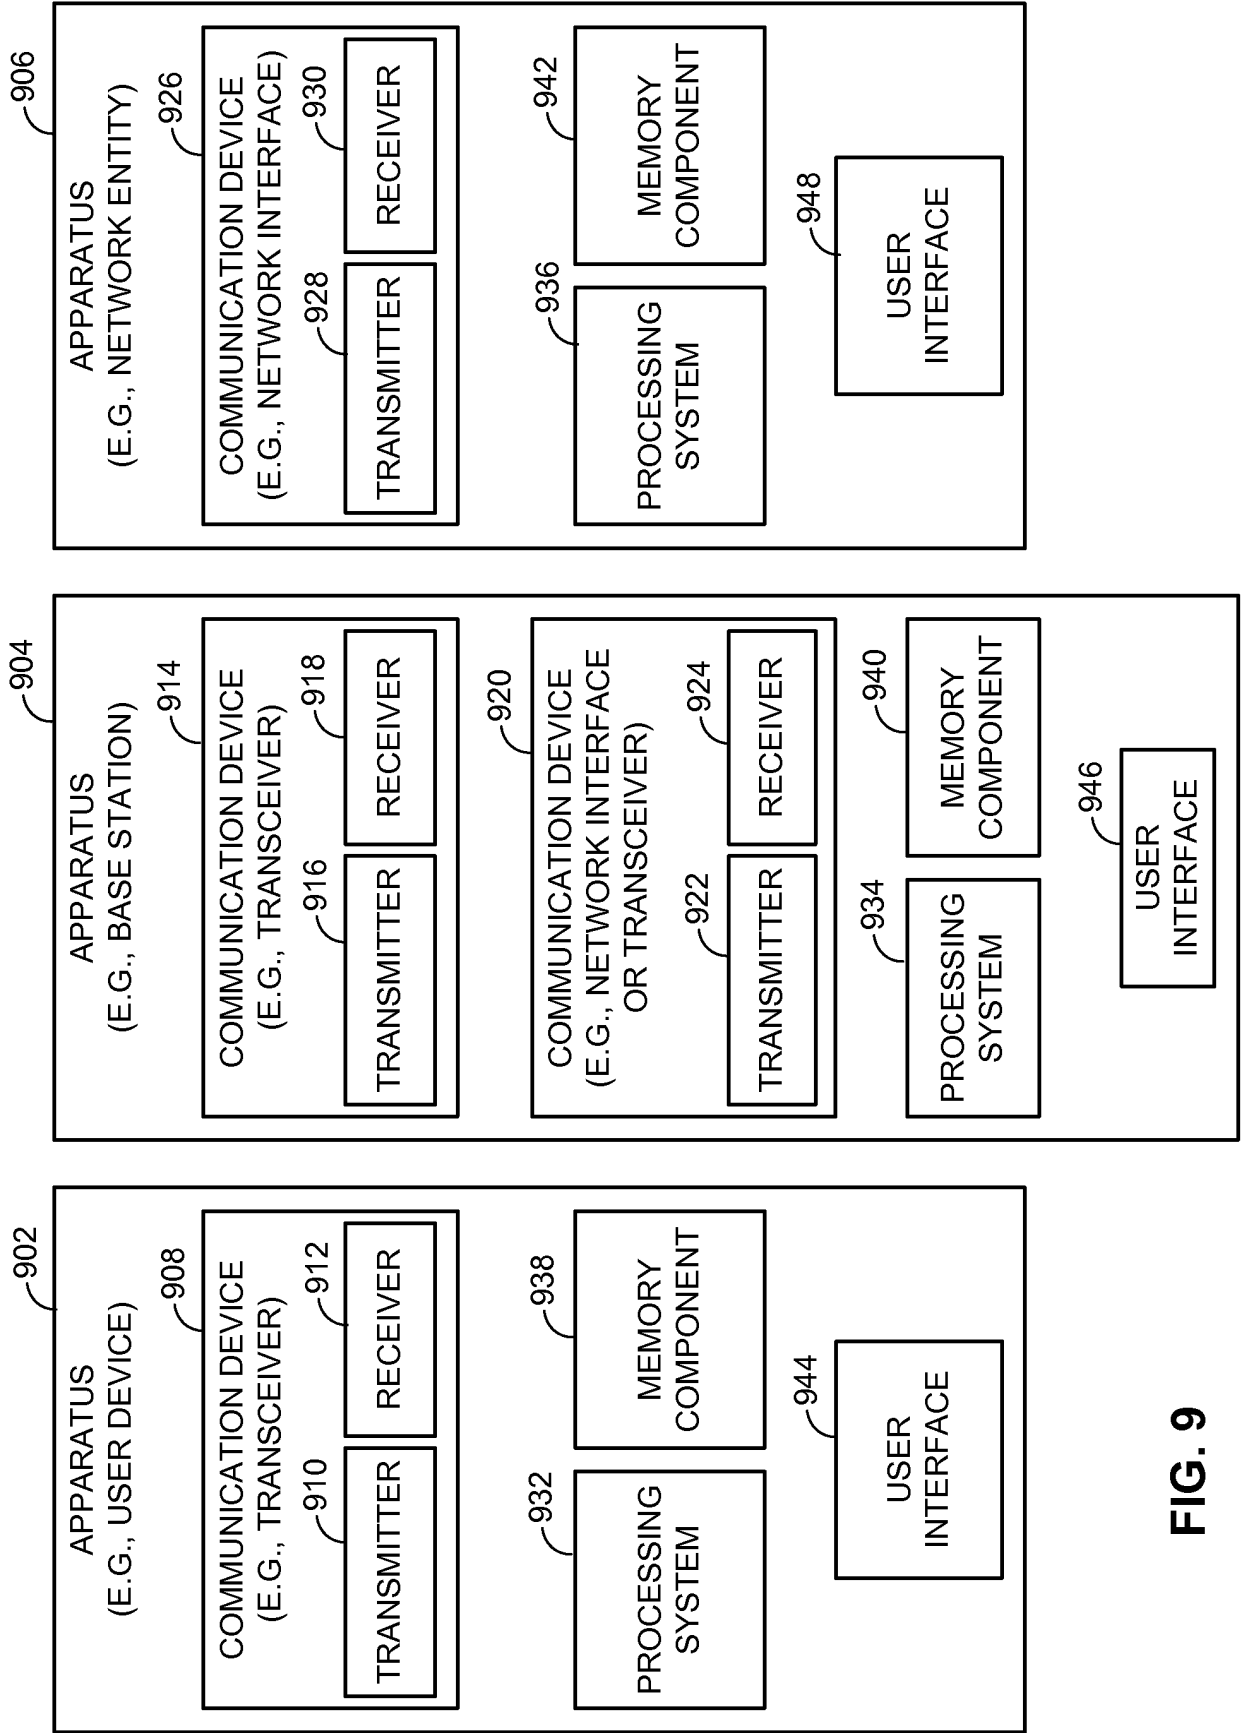 902
APPARATUS
(E.G., USER DEVICE)
908
COMMUNICATION DEVICE
(E.G., TRANSCEIVER)
910
912
TRANSMITTER
RECEIVER
932
938
PROCESSING
SYSTEM
MEMORY
COMPONENT
944
USER
INTERFACE
904
APPARATUS
(E.G., BASE STATION)
914
COMMUNICATION DEVICE
(E.G., TRANSCEIVER)
916
918
TRANSMITTER
RECEIVER
920
COMMUNICATION DEVICE
(E.G., NETWORK INTERFACE
OR TRANSCEIVER)
922
924
TRANSMITTER
RECEIVER
934
940
PROCESSING
SYSTEM
MEMORY
COMPONENT
946
USER
INTERFACE
906
APPARATUS
(E.G., NETWORK ENTITY)
926
COMMUNICATION DEVICE
(E.G., NETWORK INTERFACE)
928
930
TRANSMITTER
RECEIVER
936
942
PROCESSING
SYSTEM
MEMORY
COMPONENT
948
USER
INTERFACE
FIG. 9